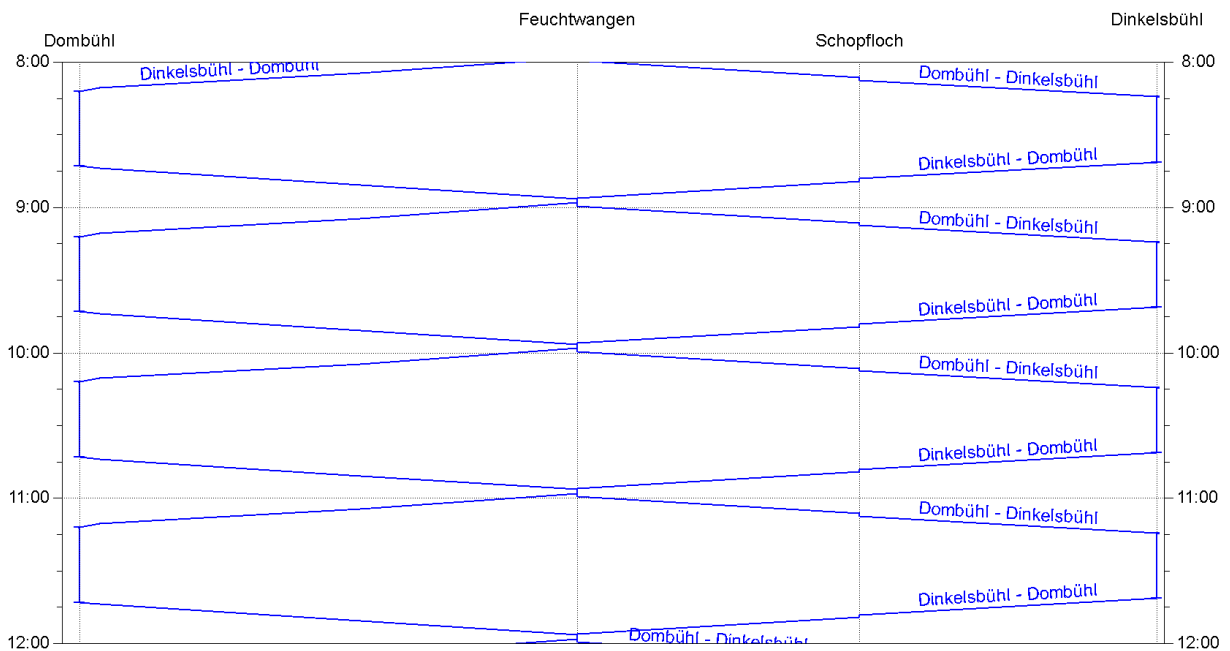 Feuchtwangen
Dinkelsbühl
Dombühl
Schopfloch
8:00
8:00
Dinkelsbühl - Dombühl
Dombühl - Dinkelsbühl
Dinkelsbühl - Dombühl
9:00
9:00
Dombühl - Dinkelsbühl
Dinkelsbühl - Dombühl
10:00
10:00
Dombühl - Dinkelsbühl
Dinkelsbühl - Dombühl
11:00
11:00
Dombühl - Dinkelsbühl
Dinkelsbühl - Dombühl
Dombühl - Dinkelsbühl
12:00
12:00